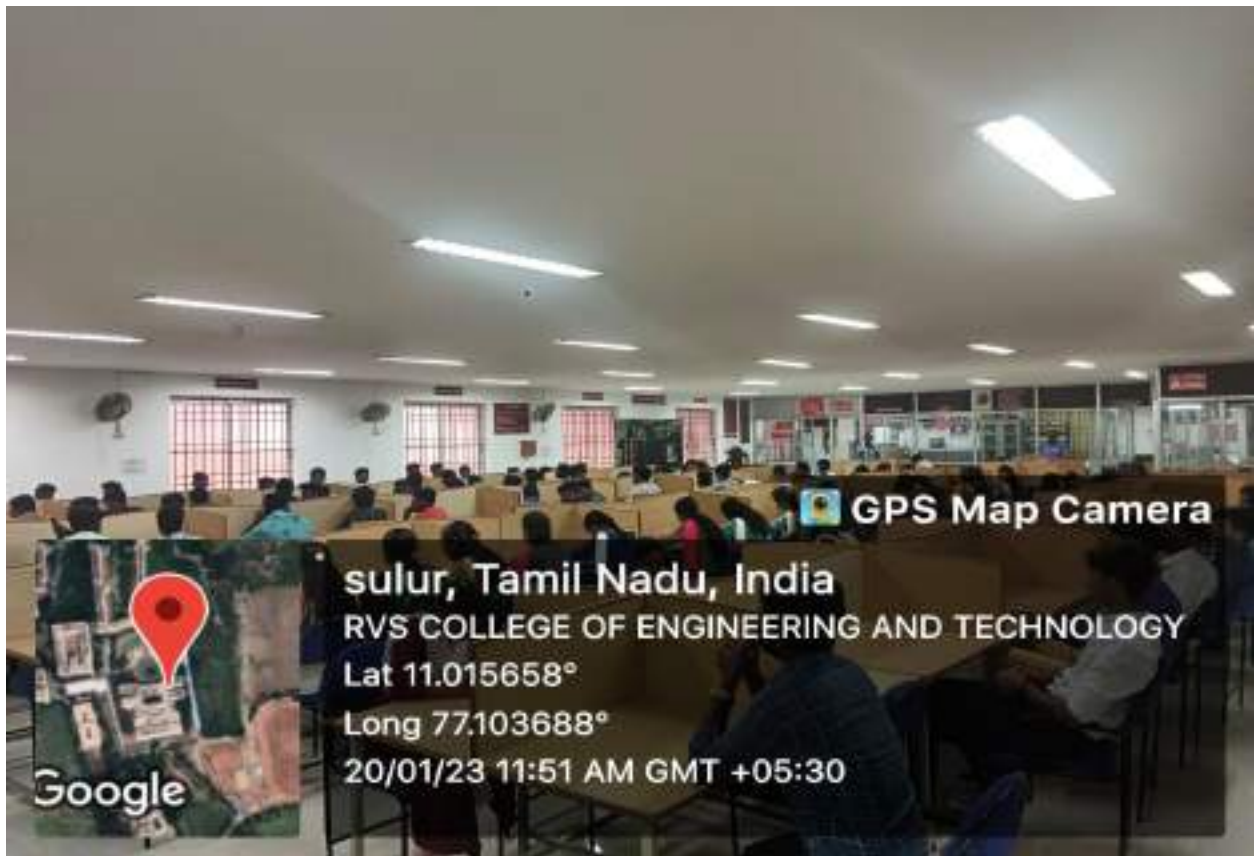 GPS Map Camera
sulur, Tamil Nadu, India
RVS COLLEGE OF ENGINEERING AND TECHNOLOGY
Lat 11.015658°
Long 77.103688°
20/01/23 11:51 AM GMT +05:30
Google